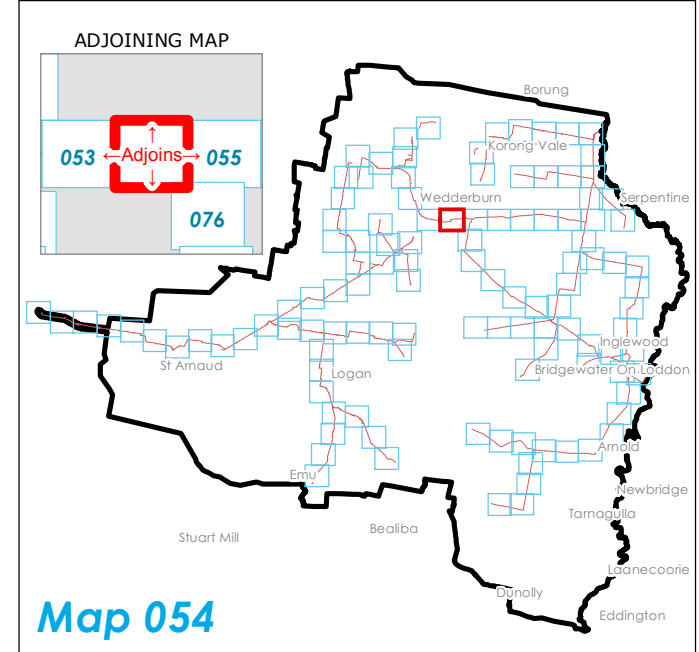 ADJOINING MAP
053
Adjoins
055
076
Borung
Korong Vale
Wedderburn
Serpentine
Inglewood
St Arnaud
Logan
Bridgewater On Loddon
Arnold
Emu
Newbridge
Tarnagulla
Stuart Mill
Bealiba
Laanecoorie
Dunolly
Eddington
Map 054